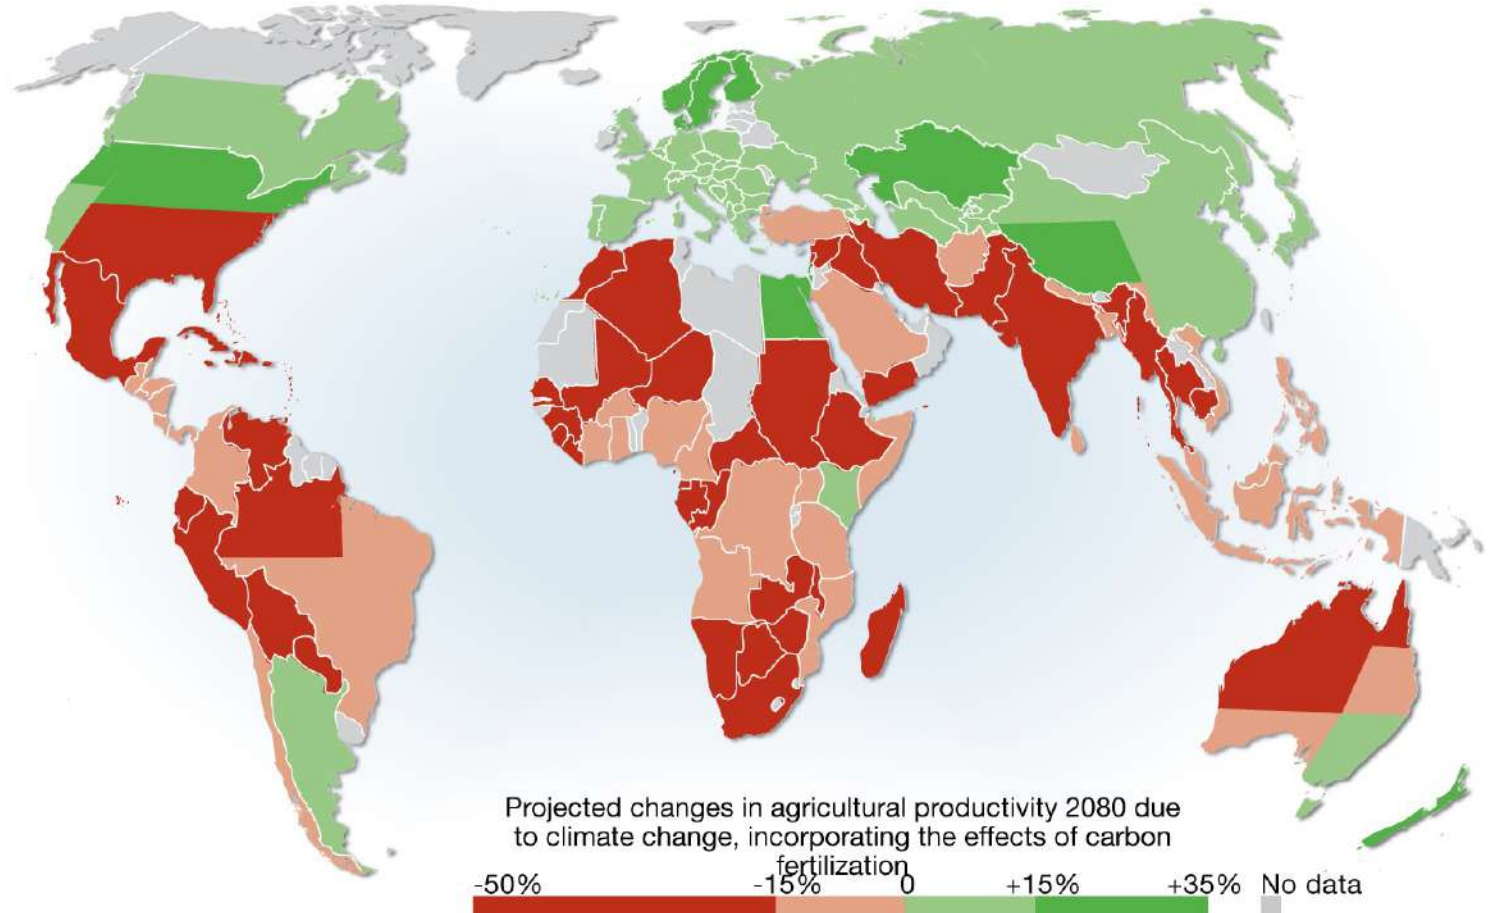 Projected changes in agricultural productivity 2080 due
to climate change, incorporating the effects of carbon
fertilization
-50% -15% 0 +15% +35% No data